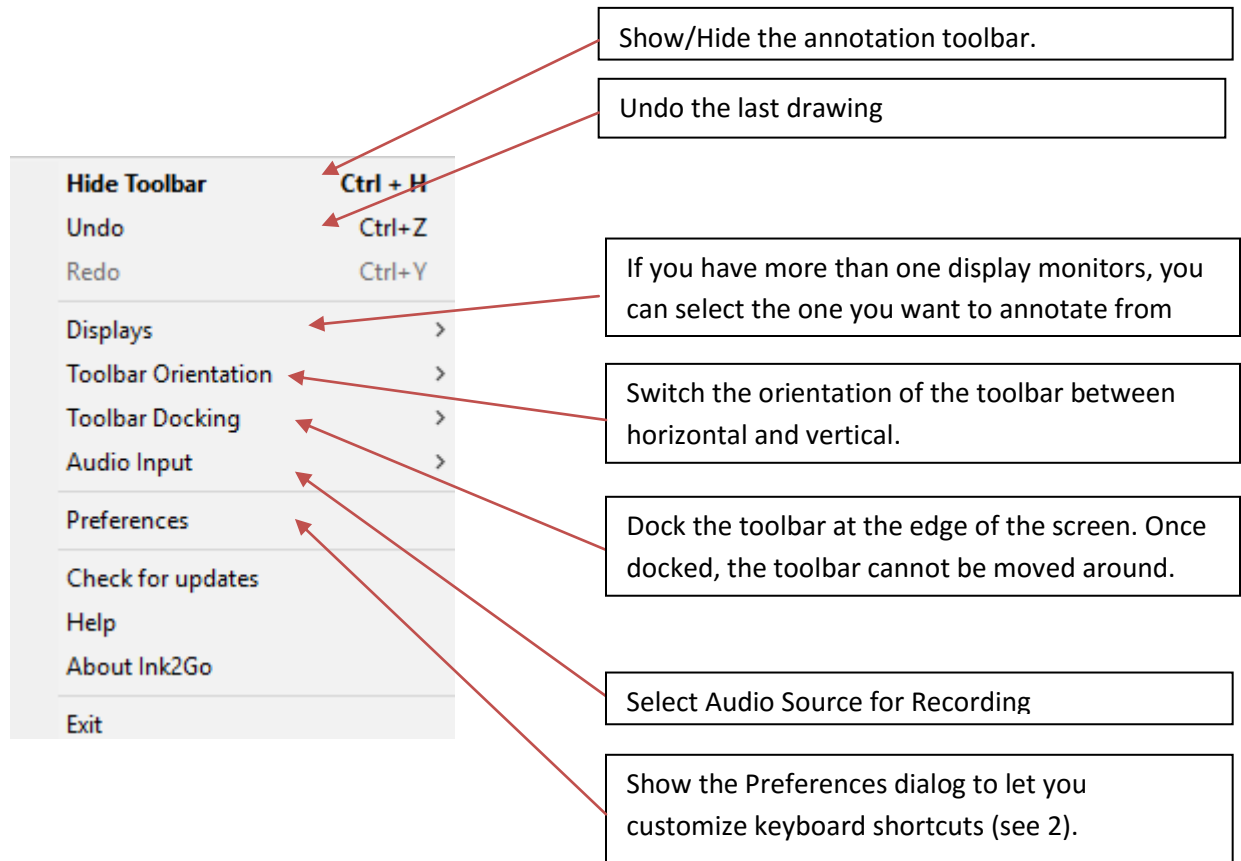 Show/Hide the annotation toolbar.
Undo the last drawing
Hide Toolbar Ctrl + H
Undo Ctrl+Z
Redo Ctrl+Y
Displays >
Toolbar Orientation >
Toolbar Docking >
Audio Input >
Preferences
Check for updates
Help
About Ink2Go
Exit
If you have more than one display monitors, you
can select the one you want to annotate from
Switch the orientation of the toolbar between
horizontal and vertical.
Dock the toolbar at the edge of the screen. Once
docked, the toolbar cannot be moved around.
Select Audio Source for Recording
Show the Preferences dialog to let you
customize keyboard shortcuts (see 2).